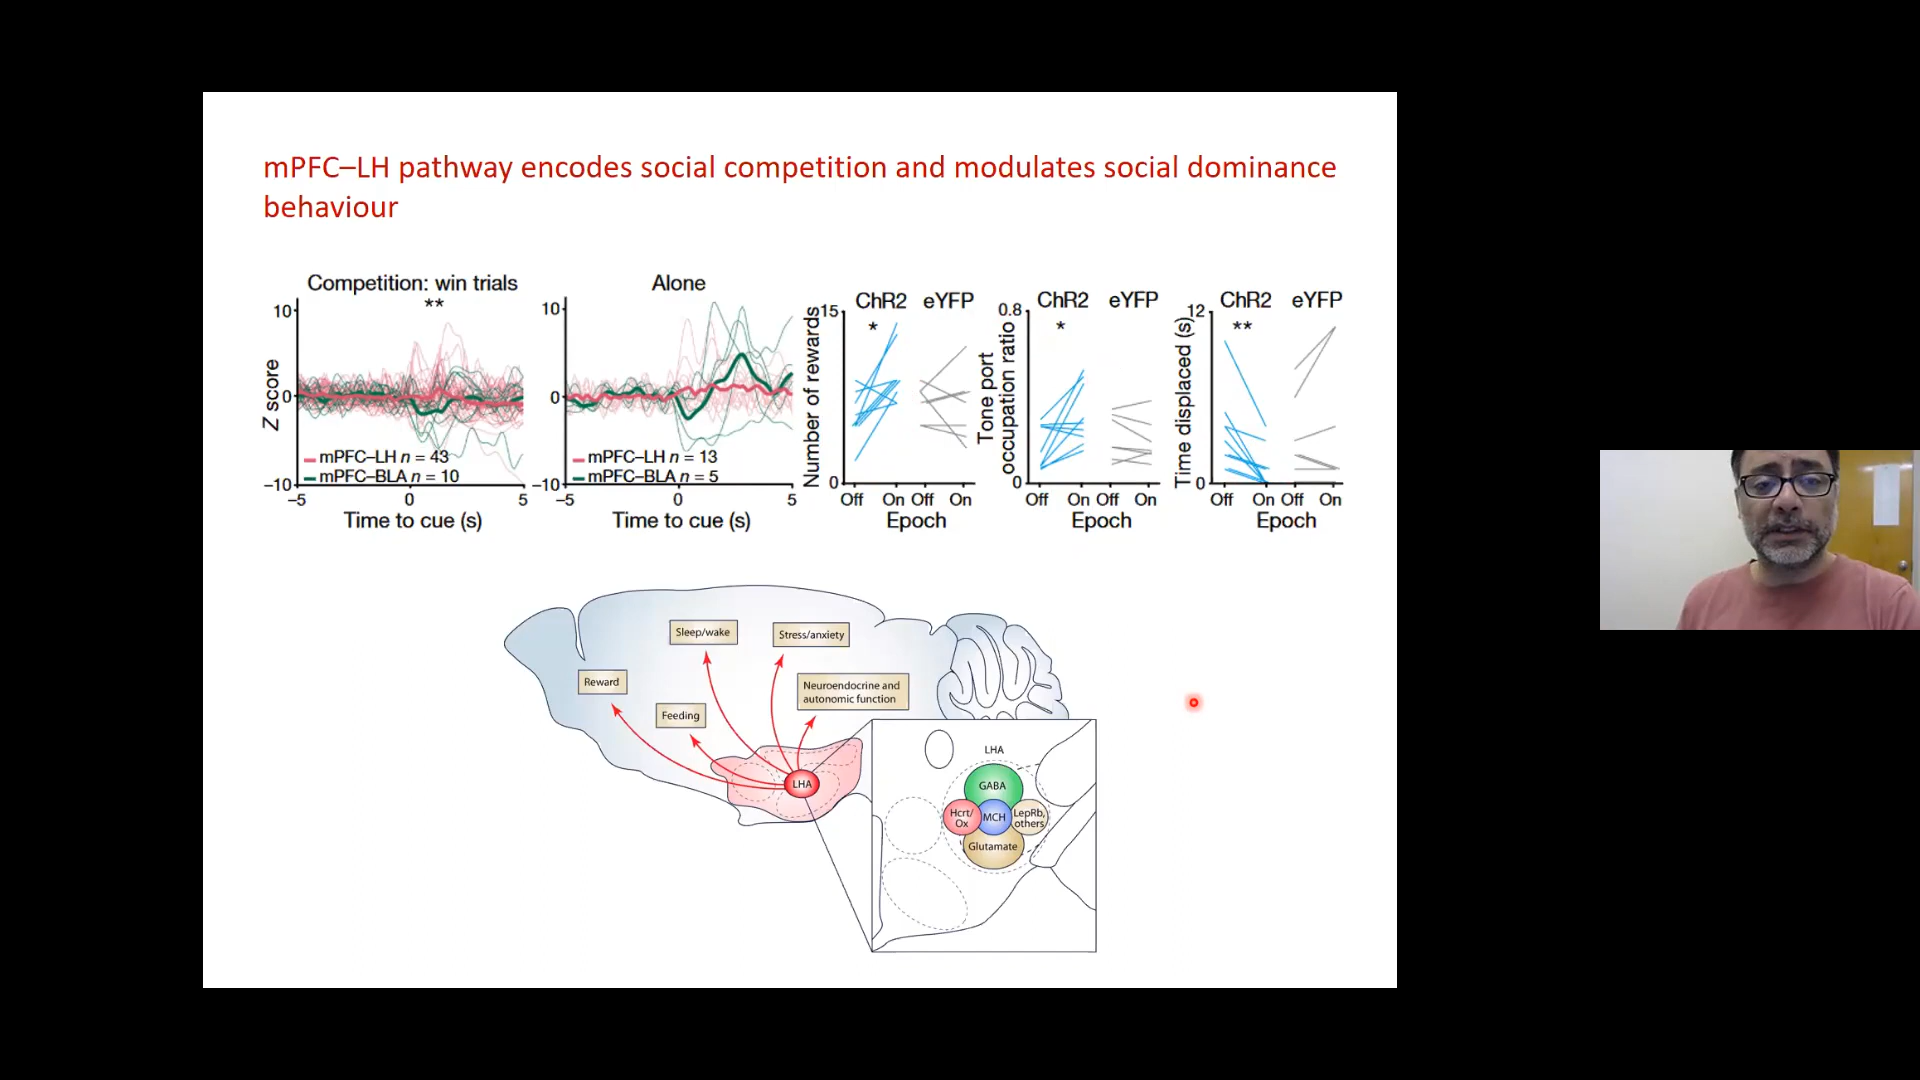 mPFC–LH pathway encodes social competition and modulates social dominance
behaviour
Competition: win trials
**
10
0
−10
Z score
mPFC–LH n = 43
mPFC–BLA n = 10
−5 0 5
Time to cue (s)
Alone
10
0
−10
mPFC–LH n = 13
mPFC–BLA n = 5
−5 0 5
Time to cue (s)
Number of rewards
15
0
ChR2 eYFP
*
Off On Off On
Epoch
Tone port
occupation ratio
0.8
0
ChR2 eYFP
*
Off On Off On
Epoch
Time displaced (s)
12
0
ChR2 eYFP
**
Off On Off On
Epoch
Sleep/wake
Stress/anxiety
Reward
Neuroendocrine and
autonomic function
Feeding
LHA
LHA
GABA
Hcrt/
Ox
MCH
LepRb,
others
Glutamate